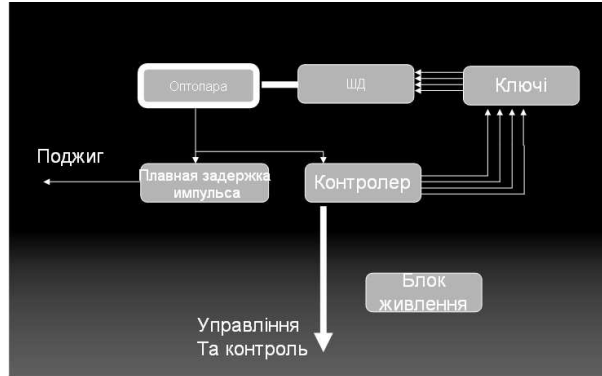 Оптопара
ШД
Ключі
Поджиг
Плавная задержка
импульса
Контролер
Блок
живлення
Управління
Та контроль